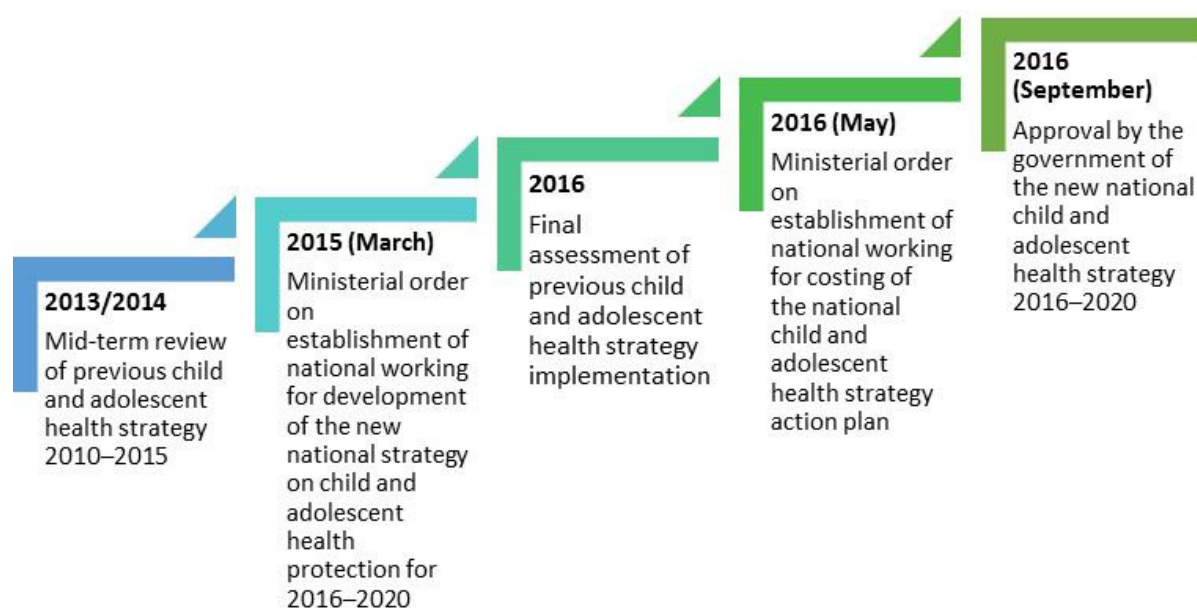 2013/2014
Mid-term review
of previous child
and adolescent
health strategy
2010–2015
2015 (March)
Ministerial order
on
establishment of
national working
for development
of the new
national strategy
on child and
adolescent
health
protection for
2016–2020
2016
Final
assessment of
previous child
and adolescent
health strategy
implementation
2016 (May)
Ministerial order
on
establishment of
national working
for costing of
the national
child and
adolescent
health strategy
action plan
2016
(September)
Approval by the
government of
the new national
child and
adolescent
health strategy
2016–2020